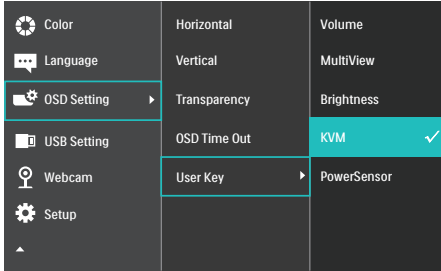 Color
Language
OSD Setting
USB Setting
Webcam
Setup
Horizontal
Vertical
Transparency
OSD Time Out
User Key
Volume
MultiView
Brightness
KVM
PowerSensor